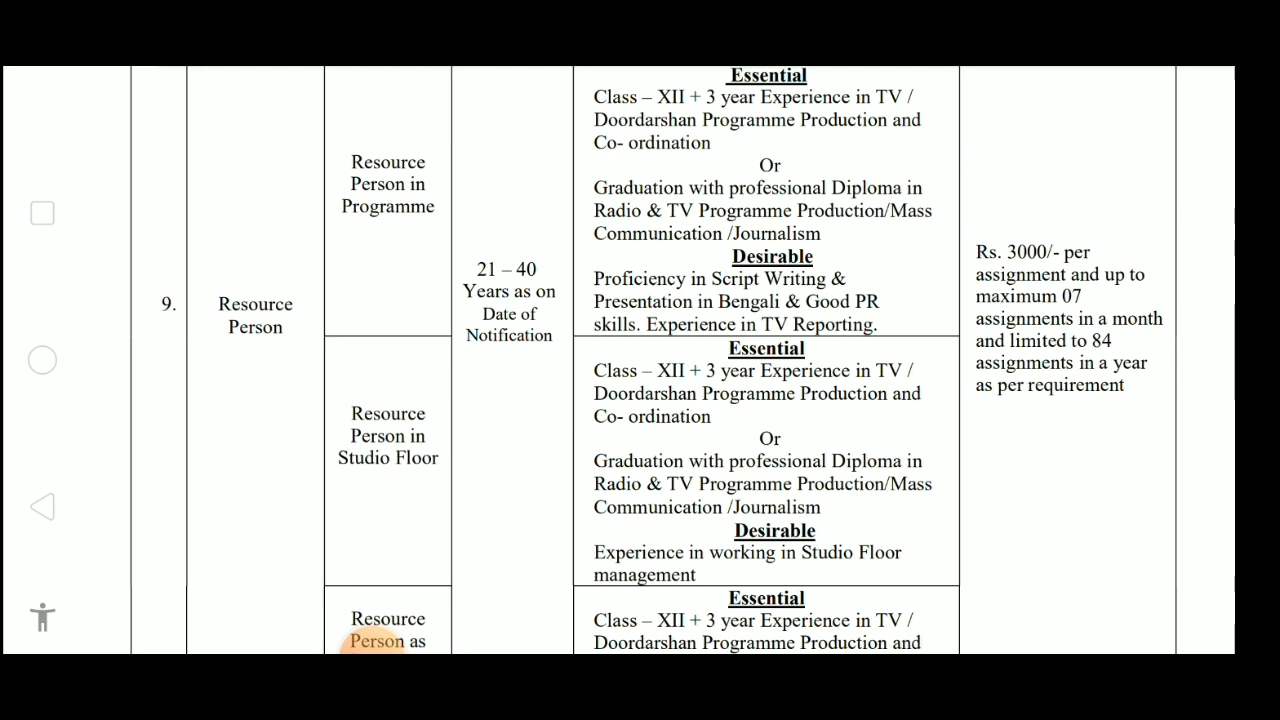 9.
Resource
Person
Resource
Person in
Programme
21 – 40
Years as on
Date of
Notification
Essential
Class – XII + 3 year Experience in TV /
Doordarshan Programme Production and
Co- ordination
Or
Graduation with professional Diploma in
Radio & TV Programme Production/Mass
Communication /Journalism
Desirable
Proficiency in Script Writing &
Presentation in Bengali & Good PR
skills. Experience in TV Reporting.
Rs. 3000/- per
assignment and up to
maximum 07
assignments in a month
and limited to 84
assignments in a year
as per requirement
Resource
Person in
Studio Floor
Essential
Class – XII + 3 year Experience in TV /
Doordarshan Programme Production and
Co- ordination
Or
Graduation with professional Diploma in
Radio & TV Programme Production/Mass
Communication /Journalism
Desirable
Experience in working in Studio Floor
management
Resource
Person as
Essential
Class – XII + 3 year Experience in TV /
Doordarshan Programme Production and